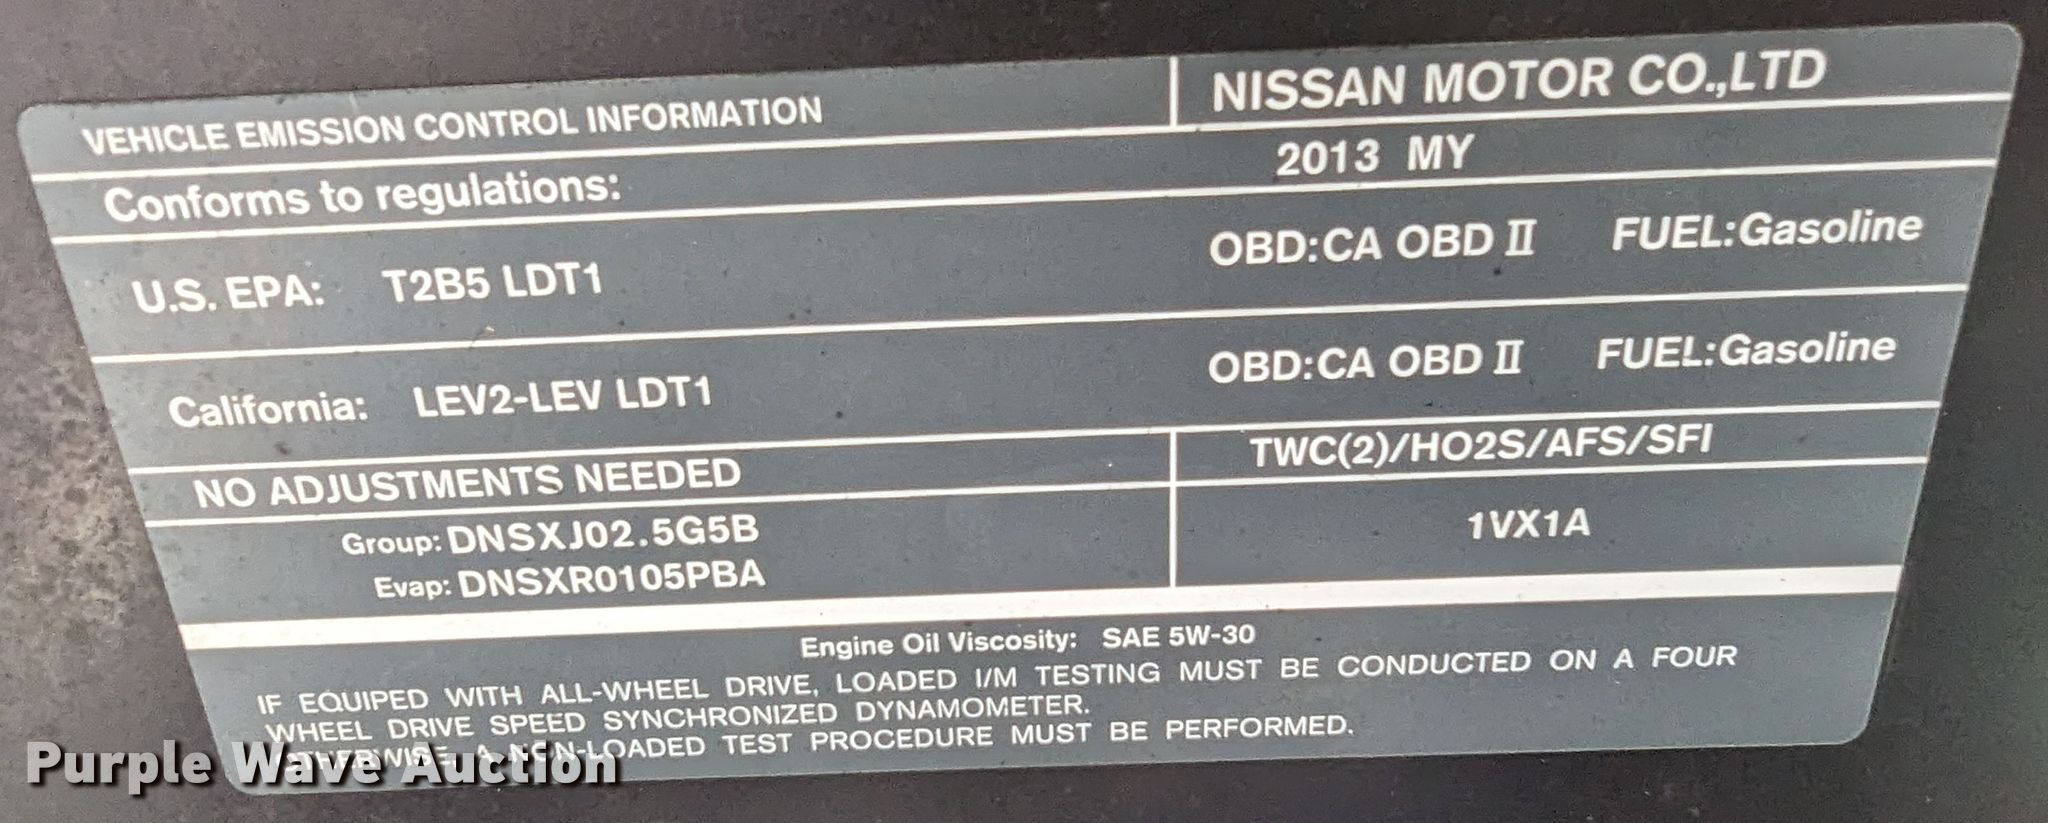 VEHICLE EMISSION CONTROL INFORMATION NISSAN MOTOR CO.,LTD
Conforms to regulations: 2013 MY
U.S. EPA: T2B5 LDT1 OBD:CA OBD II FUEL:Gasoline
California: LEV2-LEV LDT1 OBD:CA OBD II FUEL:Gasoline
NO ADJUSTMENTS NEEDED TWC(2)/HO2S/AFS/SFI
Group: DNSXJ02.5G5B 1VX1A
Evap: DNSXR0105PBA
Engine Oil Viscosity: SAE 5W-30
IF EQUIPED WITH ALL-WHEEL DRIVE, LOADED I/M TESTING MUST BE CONDUCTED ON A FOUR
WHEEL DRIVE SPEED SYNCHRONIZED DYNAMOMETER.
OTHERWISE, A NON-LOADED TEST PROCEDURE MUST BE PERFORMED.
Purple Wave Auction